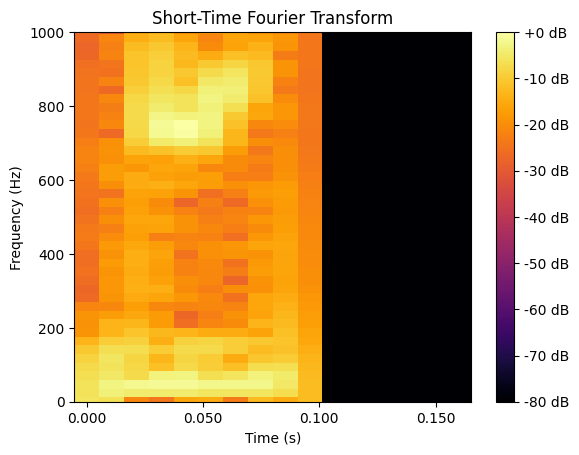 Short-Time Fourier Transform
1000
800
600
400
200
0
Frequency (Hz)
0.000
0.050
0.100
0.150
Time (s)
+0 dB
-10 dB
-20 dB
-30 dB
-40 dB
-50 dB
-60 dB
-70 dB
-80 dB